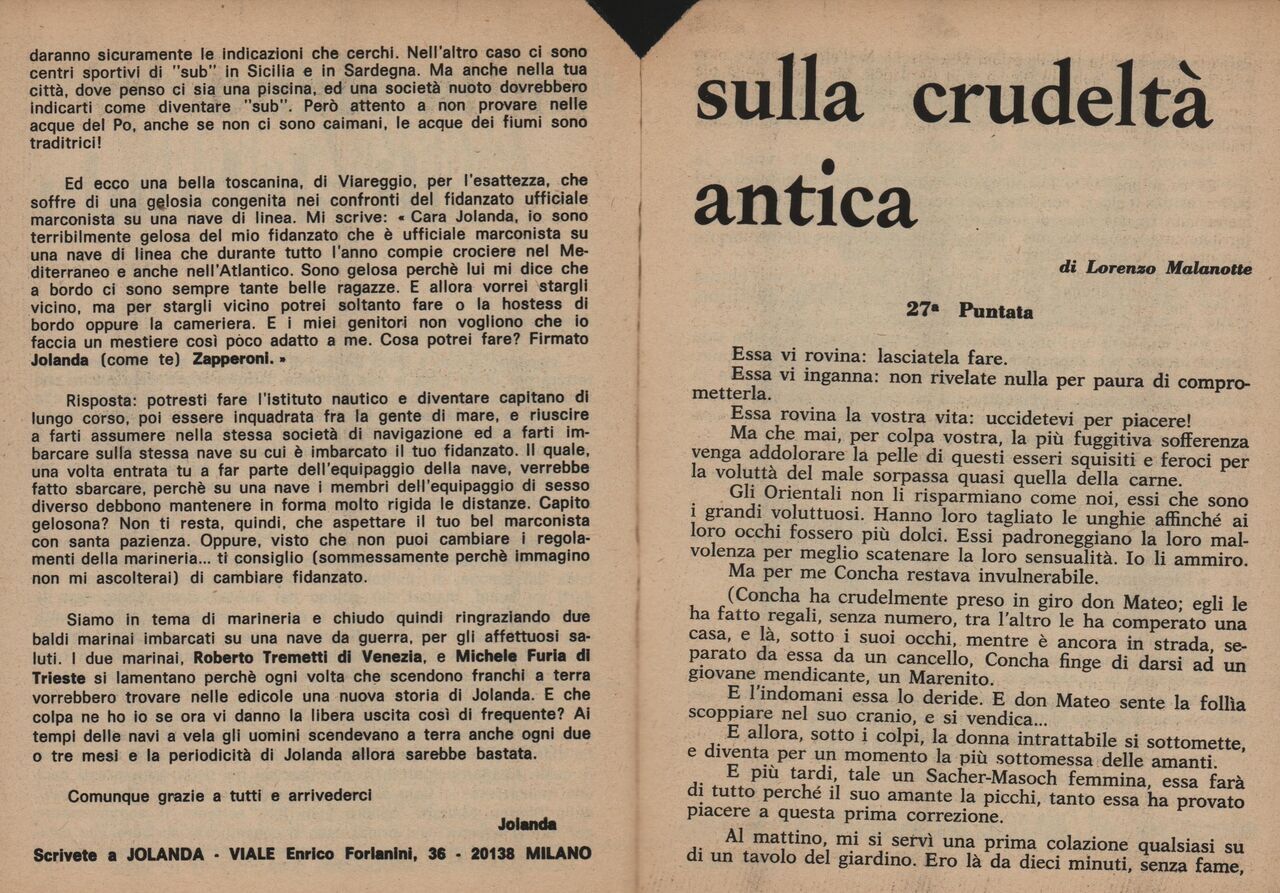 daranno sicuramente le indicazioni che cerchi. Nell'altro caso ci sono
centri sportivi di "sub" in Sicilia e in Sardegna. Ma anche nella tua
città, dove penso ci sia una piscina, ed una società nuoto dovrebbero
indicarti come diventare "sub". Però attento a non provare nelle
acque del Po, anche se non ci sono caimani, le acque dei fiumi sono
traditrici!
Ed ecco una bella toscanina, di Viareggio, per l'esattezza, che
soffre di una gelosia congenita nei confronti del fidanzato ufficiale
marconista su una nave di linea. Mi scrive: « Cara Jolanda, io sono
terribilmente gelosa del mio fidanzato che è ufficiale marconista su
una nave di linea che durante tutto l'anno compie crociere nel Me-
diterraneo e anche nell'Atlantico. Sono gelosa perchè lui mi dice che
a bordo ci sono sempre tante belle ragazze. E allora vorrei stargli
vicino, ma per stargli vicino potrei soltanto fare o la hostess di
bordo oppure la cameriera. E i miei genitori non vogliono che io
faccia un mestiere così pòco adatto a me. Cosa potrei fare? Firmato
Jolanda (come te) Zapperoni. »
Risposta: potresti fare l'istituto nautico e diventare capitano di
lungo corso, poi essere inquadrata fra la gente di mare, e riuscire
a farti assumere nella stessa società di navigazione ed a farti im-
barcare sulla stessa nave su cui è imbarcato il tuo fidanzato. Il quale,
una volta entrata tu a far parte dell'equipaggio della nave, verrebbe
fatto sbarcare, perchè su una nave i membri dell'equipaggio di sesso
diverso debbono mantenere in forma molto rigida le distanze. Capito
gelosona? Non ti resta, quindi, che aspettare il tuo bel marconista
con santa pazienza. Oppure, visto che non puoi cambiare i regola-
menti della marineria... ti consiglio (sommessamente perchè immagino
non mi ascolterai) di cambiare fidanzato.
Siamo in tema di marineria e chiudo quindi ringraziando due
baldi marinai imbarcati su una nave da guerra, per gli affettuosi sa-
luti. I due marinai, Roberto Tremetti di Venezia, e Michele Furia di
Trieste si lamentano perchè ogni volta che scendono franchi a terra
vorrebbero trovare nelle edicole una nuova storia di Jolanda. E che
colpa ne ho io se ora vi danno la libera uscita così di frequente? Ai
tempi delle navi a vela gli uomini scendevano a terra anche ogni due
o tre mesi e la periodicità di Jolanda allora sarebbe bastata.
Comunque grazie a tutti e arrivederci
Jolanda
Scrivete a JOLANDA - VIALE Enrico Forlanini, 36 - 20138 MILANO
sulla crudeltà
antica
di Lorenzo Malanotte
27ª Puntata
Essa vi rovina: lasciatela fare.
Essa vi inganna: non rivelate nulla per paura di compro-
metterla.
Essa rovina la vostra vita: uccidetevi per piacere!
Ma che mai, per colpa vostra, la più fuggitiva sofferenza
venga addolorare la pelle di questi esseri squisiti e feroci per
la voluttà del male sorpassa quasi quella della carne.
Gli Orientali non li risparmiano come noi, essi che sono
i grandi voluttuosi. Hanno loro tagliato le unghie affinché ai
loro occhi fossero più dolci. Essi padroneggiano la loro mal-
volenza per meglio scatenare la loro sensualità. Io li ammiro.
Ma per me Concha restava invulnerabile.
(Concha ha crudelmente preso in giro don Mateo; egli le
ha fatto regali, senza numero, tra l'altro le ha comperato una
casa, e là, sotto i suoi occhi, mentre è ancora in strada, se-
parato da essa da un cancello, Concha finge di darsi ad un
giovane mendicante, un Marenito.
E l'indomani essa lo deride. E don Mateo sente la follìa
scoppiare nel suo cranio, e si vendica...
E allora, sotto i colpi, la donna intrattabile si sottomette,
e diventa per un momento la più sottomessa delle amanti.
E più tardi, tale un Sacher-Masoch femmina, essa farà
di tutto perché il suo amante la picchi, tanto essa ha provato
piacere a questa prima correzione.
Al mattino, mi si servì una prima colazione qualsiasi su
di un tavolo del giardino. Ero là da dieci minuti, senza fame,